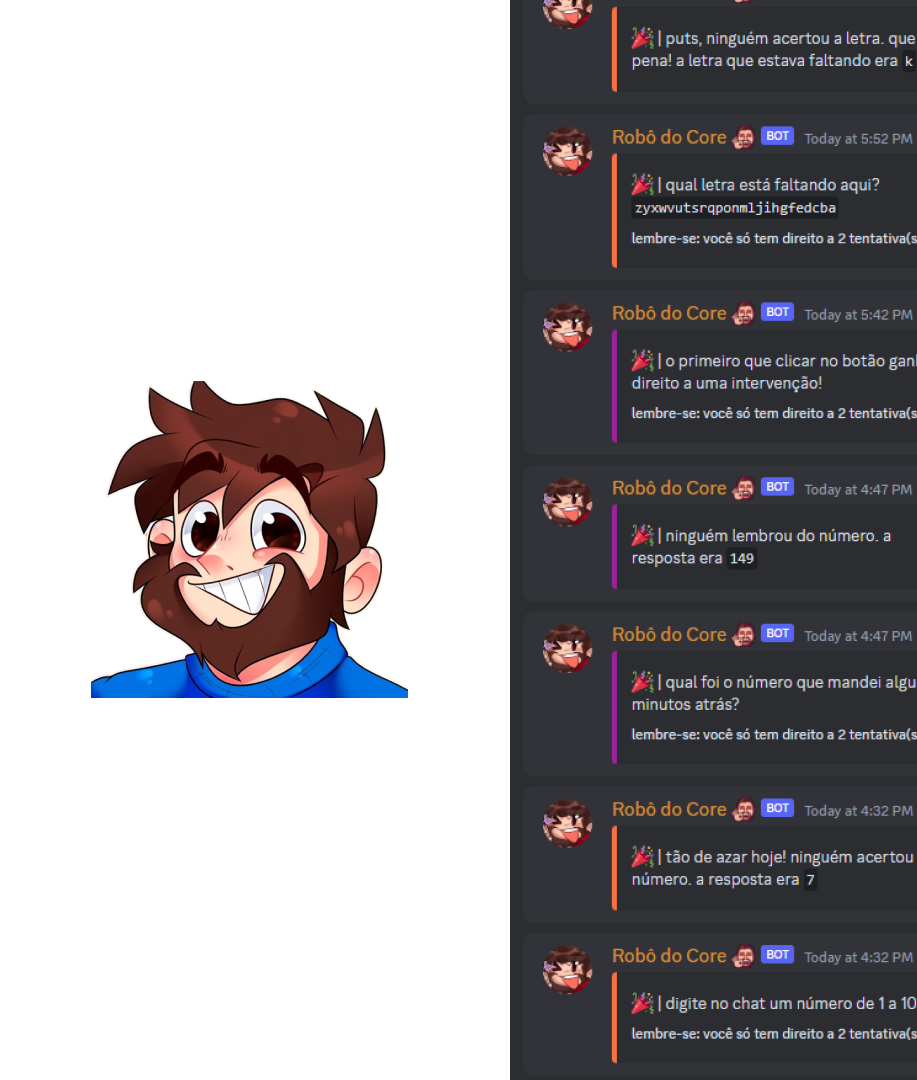 🎉 | puts, ninguém acertou a letra. que
pena! a letra que estava faltando era k
Robô do Core BOT Today at 5:52 PM
🎉 | qual letra está faltando aqui?
zyxwvutsrqponmljihgfedcba
lembre-se: você só tem direito a 2 tentativa(s
Robô do Core BOT Today at 5:42 PM
🎉 | o primeiro que clicar no botão gan
direito a uma intervenção!
lembre-se: você só tem direito a 2 tentativa(s
Robô do Core BOT Today at 4:47 PM
🎉 | ninguém lembrou do número. a
resposta era 149
Robô do Core BOT Today at 4:47 PM
🎉 | qual foi o número que mandei algu
minutos atrás?
lembre-se: você só tem direito a 2 tentativa(s
Robô do Core BOT Today at 4:32 PM
🎉 | tão de azar hoje! ninguém acertou
número. a resposta era 7
Robô do Core BOT Today at 4:32 PM
🎉 | digite no chat um número de 1 a 10
lembre-se: você só tem direito a 2 tentativa(s